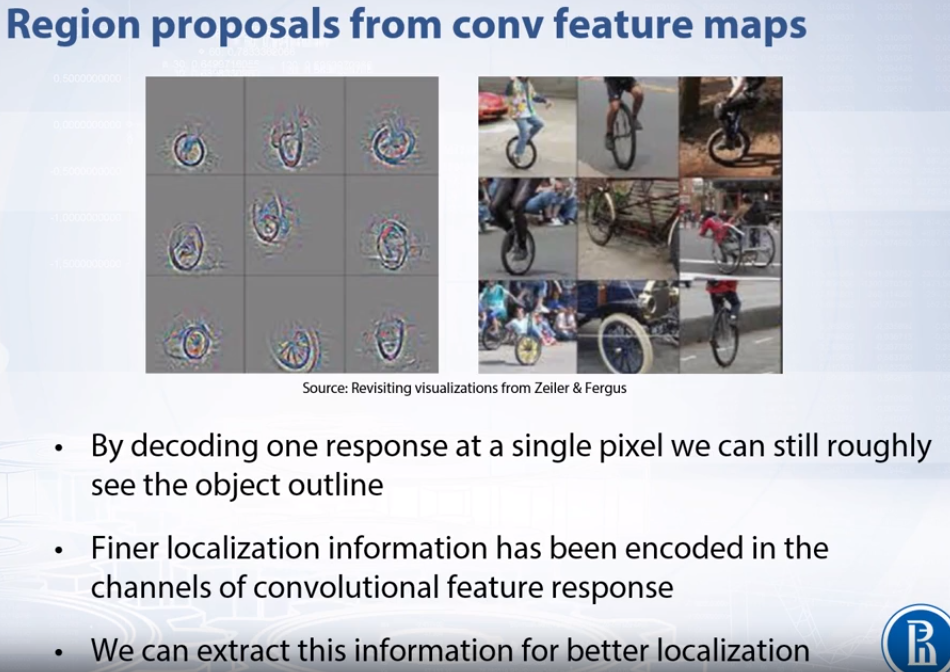 Region proposals from conv feature maps
Source: Revisiting visualizations from Zeiler & Fergus
• By decoding one response at a single pixel we can still roughly
see the object outline
• Finer localization information has been encoded in the
channels of convolutional feature response
• We can extract this information for better localization